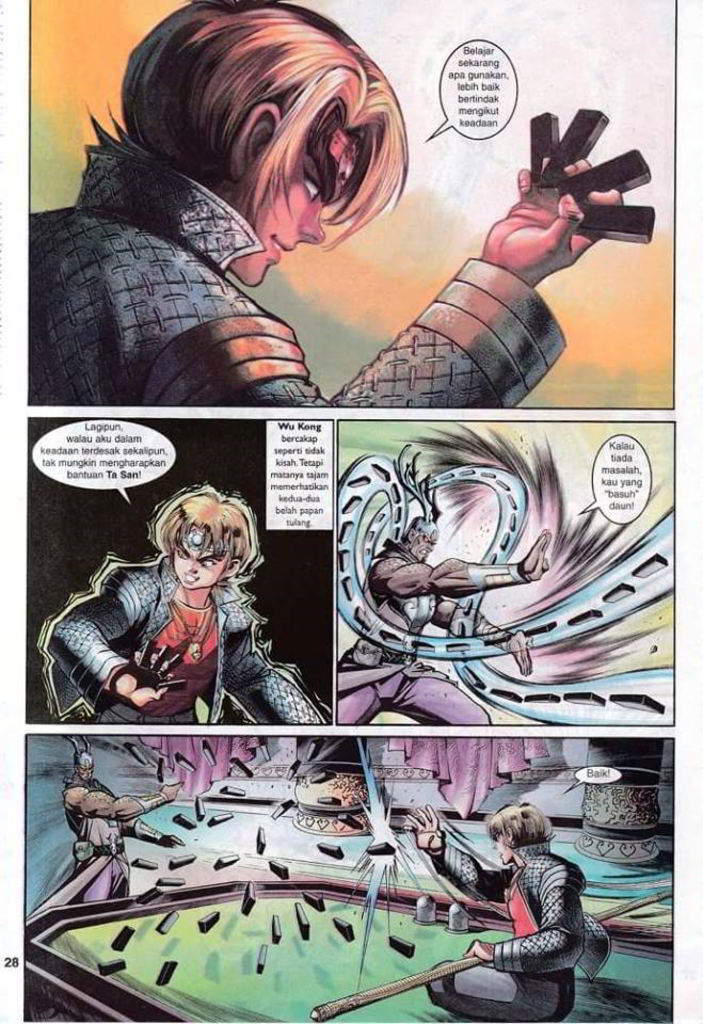 Belajar
sekarang
apa gunakan,
lebih baik
bertindak
mengikut
keadaan
Lagipun,
walau aku dalam
keadaan terdesak sekalipun,
tak mungkin mengharapkan
bantuan Ta San!
Wu Kong
bercakap
seperti tidak
kisah. Tetapi
matanya tajam
memerhatikan
kedua-dua
belah papan
tulang.
Kalau
tiada
masalah,
kau yang
"basuh"
daun!
Baik!
28